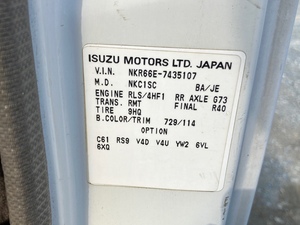 ISUZU MOTORS LTD. JAPAN
V.I.N. NKR66E-7435107
M.D. NKC1SC BA/JE
ENGINE RLS/4HF1 RR AXLE G73
TRANS. RMT FINAL R40
TIRE 9HQ
B.COLOR/TRIM 729/114
OPTION
C61 RS9 V4D V4U YW2 6VL
6XQ